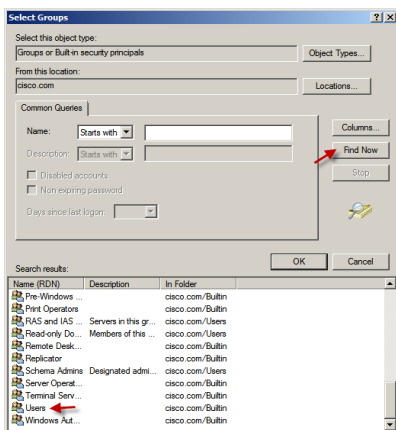 Select Groups
Select this object type:
Groups or Built-in security principals
Object Types...
From this location:
cisco.com
Locations...
Common Queries
Name:
Starts with
Columns...
Description:
Starts with
Find Now
Disabled accounts
Stop
Non expiring password
Days since last logon:
OK
Cancel
Search results:
Name (RDN) Description In Folder
Pre-Windows ... cisco.com/Builtin
Print Operators cisco.com/Builtin
RAS and IAS ... Servers in this gr... cisco.com/Users
Read-only Do... Members of this ... cisco.com/Users
Remote Desk... cisco.com/Builtin
Replicator cisco.com/Builtin
Schema Admins Designated admi... cisco.com/Users
Server Operat... cisco.com/Builtin
Terminal Serv... cisco.com/Builtin
Users cisco.com/Builtin
Windows Aut... cisco.com/Builtin